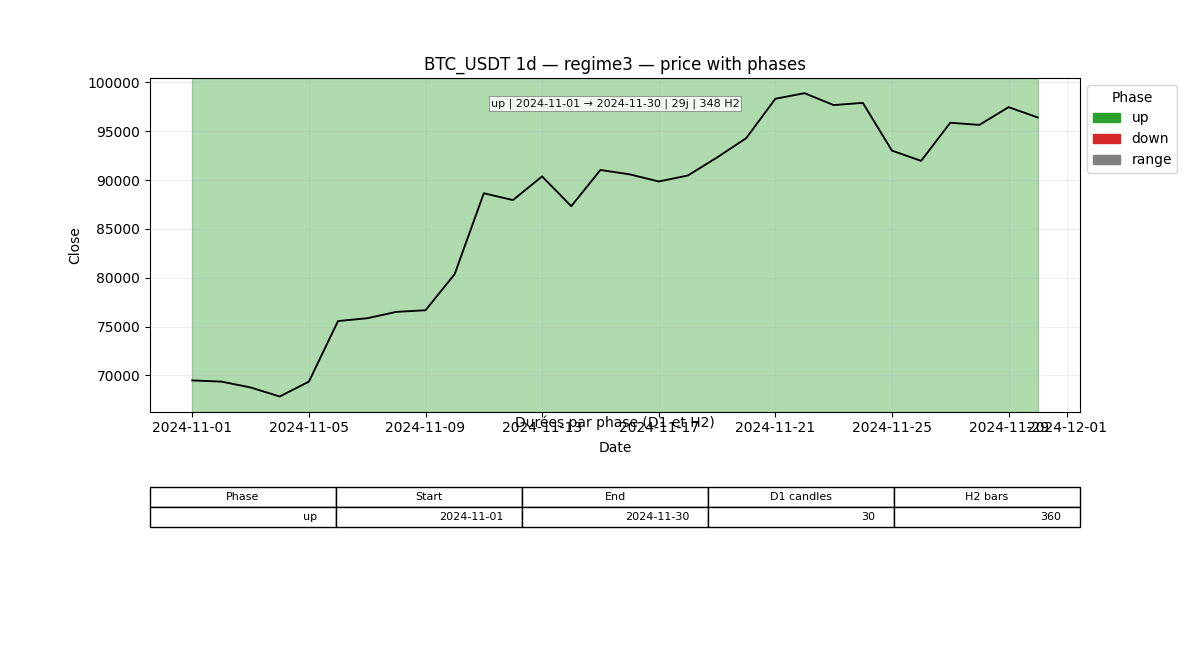 BTC_USDT 1d — regime3 — price with phases
100000
95000
90000
85000
80000
75000
70000
Close
up | 2024-11-01 → 2024-11-30 | 29j | 348 H2
Phase
up
down
range
2024-11-01 2024-11-05 2024-11-09 2024-11-13 2024-11-17 2024-11-21 2024-11-25 2024-11-29 2024-12-01
Durées par phase (D1 et H2)
Date
Phase Start End D1 candles H2 bars
up 2024-11-01 2024-11-30 30 360